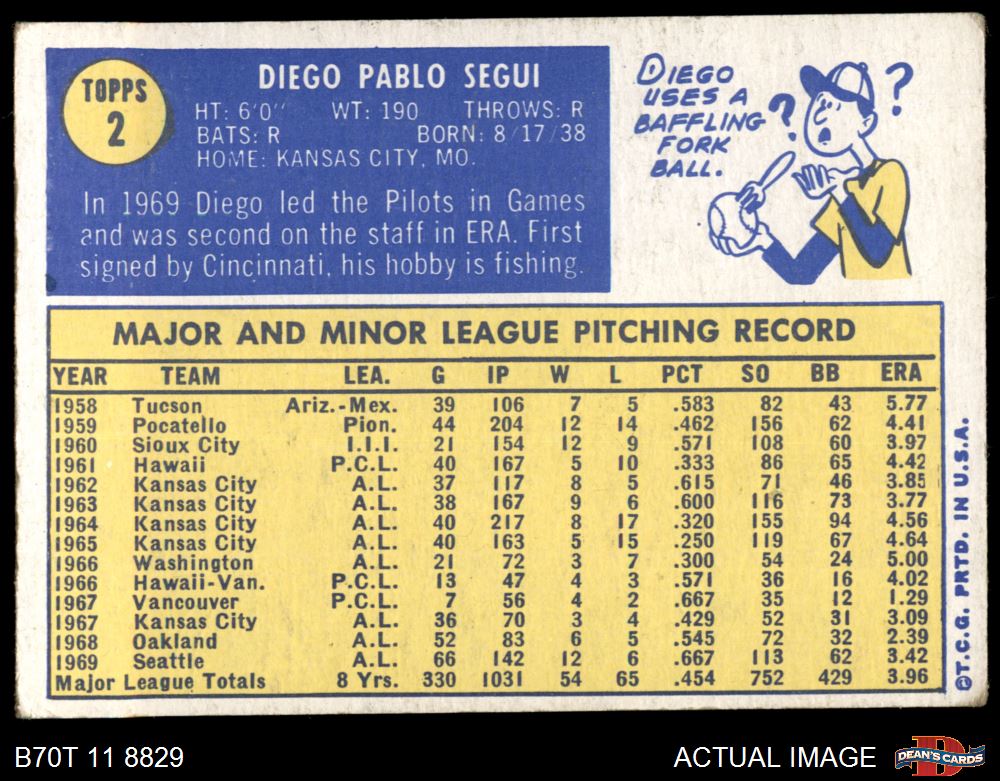 TOPPS
2
DIEGO PABLO SEGUI
HT: 6'0" WT: 190 THROWS: R
BATS: R BORN: 8/17/38
HOME: KANSAS CITY, MO.
In 1969 Diego led the Pilots in Games
and was second on the staff in ERA. First
signed by Cincinnati, his hobby is fishing.
DIEGO
USES A
BAFFLING
FORK
BALL.
? ?
MAJOR AND MINOR LEAGUE PITCHING RECORD
YEAR TEAM LEA. G IP W L PCT SO BB ERA
1958 Tucson Ariz.-Mex. 39 106 7 5 .583 82 43 5.77
1959 Pocatello Pion. 44 204 12 14 .462 156 62 4.41
1960 Sioux City I.I.I. 21 154 12 9 .571 108 60 3.97
1961 Hawaii P.C.L. 40 167 5 10 .333 86 65 4.42
1962 Kansas City A.L. 37 117 8 5 .615 71 46 3.85
1963 Kansas City A.L. 38 167 9 6 .600 116 73 3.77
1964 Kansas City A.L. 40 217 8 17 .320 155 94 4.56
1965 Kansas City A.L. 40 163 5 15 .250 119 67 4.64
1966 Washington A.L. 21 72 3 7 .300 54 24 5.00
1966 Hawaii-Van. P.C.L. 13 47 4 3 .571 36 16 4.02
1967 Vancouver P.C.L. 7 56 4 2 .667 35 12 1.29
1967 Kansas City A.L. 36 70 3 4 .429 52 31 3.09
1968 Oakland A.L. 52 83 6 5 .545 72 32 2.39
1969 Seattle A.L. 66 142 12 6 .667 113 62 3.42
Major League Totals 8 Yrs. 330 1031 54 65 .454 752 429 3.96
©T.C.G. PRTD. IN U.S.A.
B70T 11 8829
ACTUAL IMAGE
D
DEAN'S CARDS